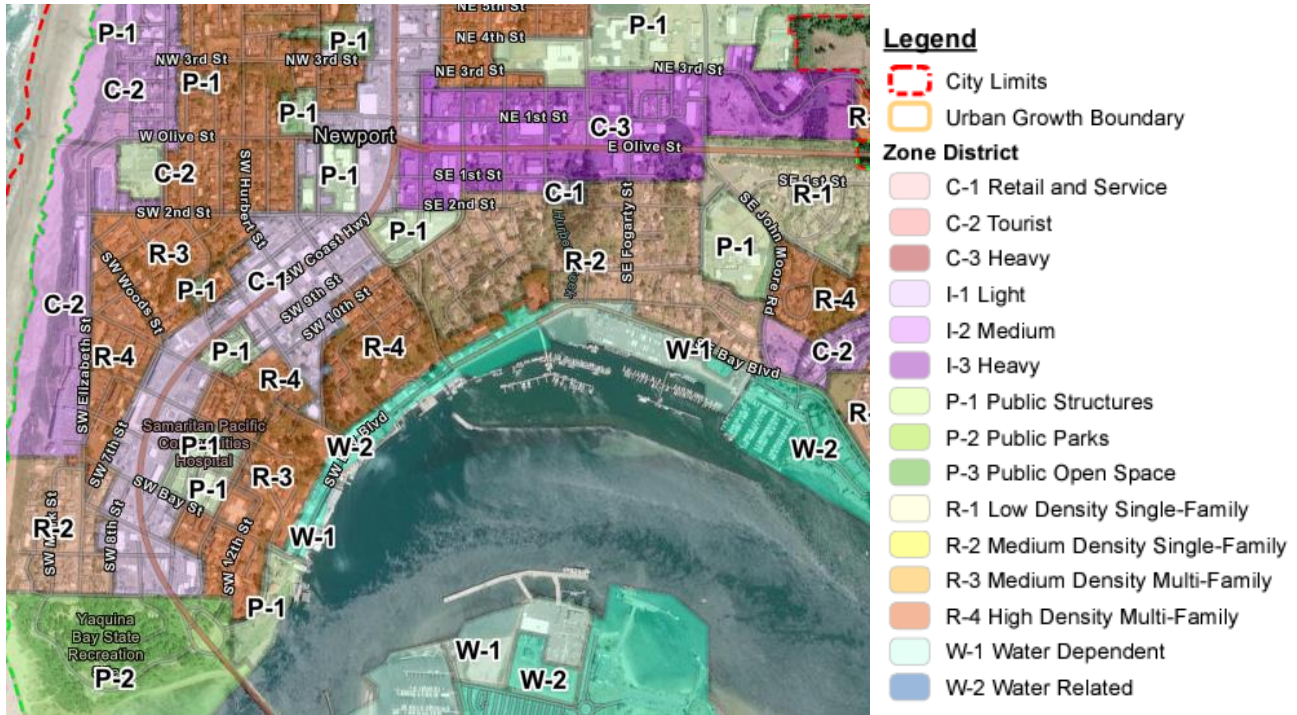 NE 5th St
P-1
P-1
P-1
NE 4th St
NW 3rd St
NW 3rd St
NE 3rd St
NE 3rd St
P-1
C-2
P-1
NE 1st St
C-3
R-
W Olive St
Newport
E Olive St
C-2
P-1
SW Hurbert St
SE 1st St
C-1
SE 1st St
R-1
SW 2nd St
SE 2nd St
SE Fogarty St
SE John Moore Rd
P-1
P-1
SW Coast Hwy
R-3
R-2
SW Woods St
P-1
C-1
SW 9th St
SW 10th St
C-2
R-4
R-4
P-1
R-4
W-1
Bay Blvd
C-2
SW Elizabeth St
R-4
R-
Samaritan Pacific
Hospital
P-1
W-2
Blvd
W-2
SW 7th St
R-3
P-1
SW Bay St
R-2
SW 8th St
W-1
SW 12th St
P-1
Yaquina
Bay State
Recreation
P-2
W-1
W-2
Legend
City Limits
Urban Growth Boundary
Zone District
C-1 Retail and Service
C-2 Tourist
C-3 Heavy
I-1 Light
I-2 Medium
I-3 Heavy
P-1 Public Structures
P-2 Public Parks
P-3 Public Open Space
R-1 Low Density Single-Family
R-2 Medium Density Single-Family
R-3 Medium Density Multi-Family
R-4 High Density Multi-Family
W-1 Water Dependent
W-2 Water Related